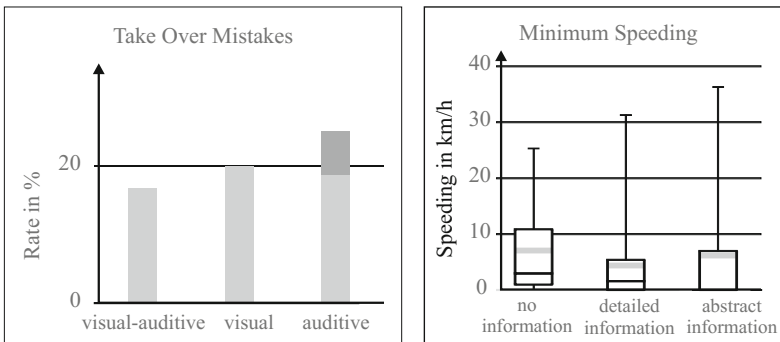 Take Over Mistakes
Rate in %
20
0
visual-auditive
visual
auditive
Minimum Speeding
Speeding in km/h
40
30
20
10
0
no
information
detailed
information
abstract
information